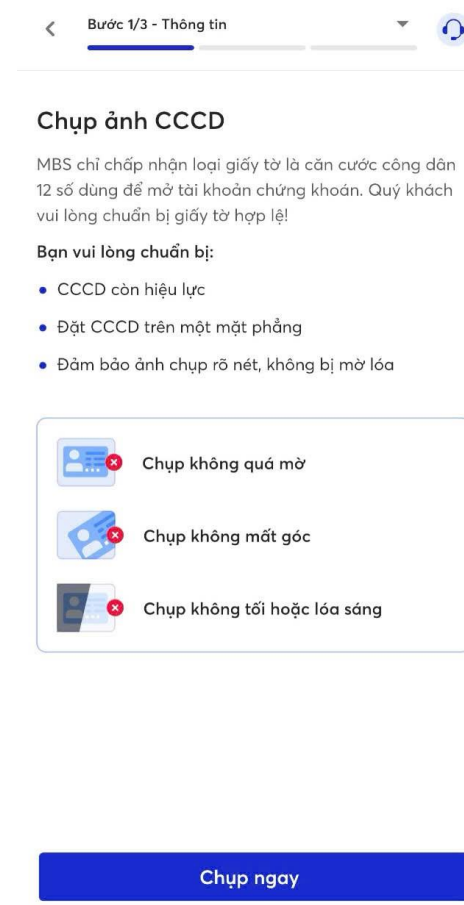 Bước 1/3 - Thông tin
Chụp ảnh CCCD
MBS chỉ chấp nhận loại giấy tờ là căn cước công dân
12 số dùng để mở tài khoản chứng khoán. Quý khách
vui lòng chuẩn bị giấy tờ hợp lệ!
Bạn vui lòng chuẩn bị:
CCCD còn hiệu lực
Đặt CCCD trên một mặt phẳng
Đảm bảo ảnh chụp rõ nét, không bị mờ lóa
Chụp không quá mờ
Chụp không mất góc
Chụp không tối hoặc lóa sáng
Chụp ngay